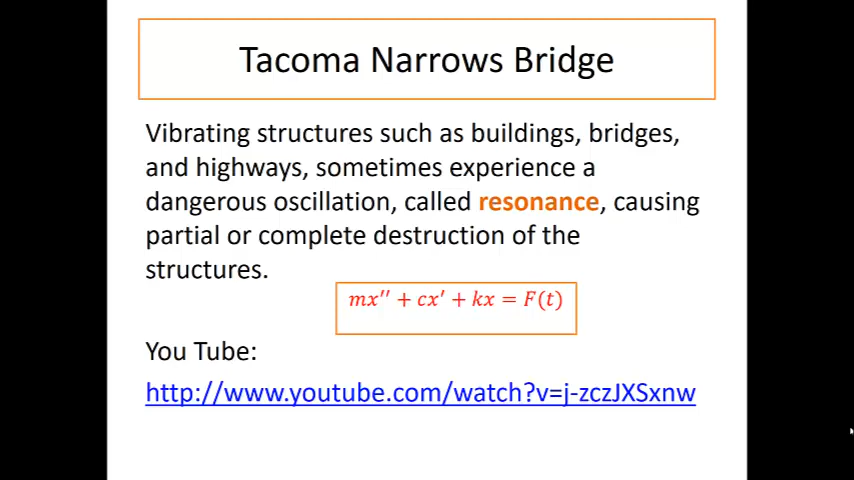 Tacoma Narrows Bridge
Vibrating structures such as buildings, bridges,
and highways, sometimes experience a
dangerous oscillation, called resonance, causing
partial or complete destruction of the
structures.
mx′′ + cx′ + kx = F(t)
You Tube:
http://www.youtube.com/watch?v=j-zczJXSxnw